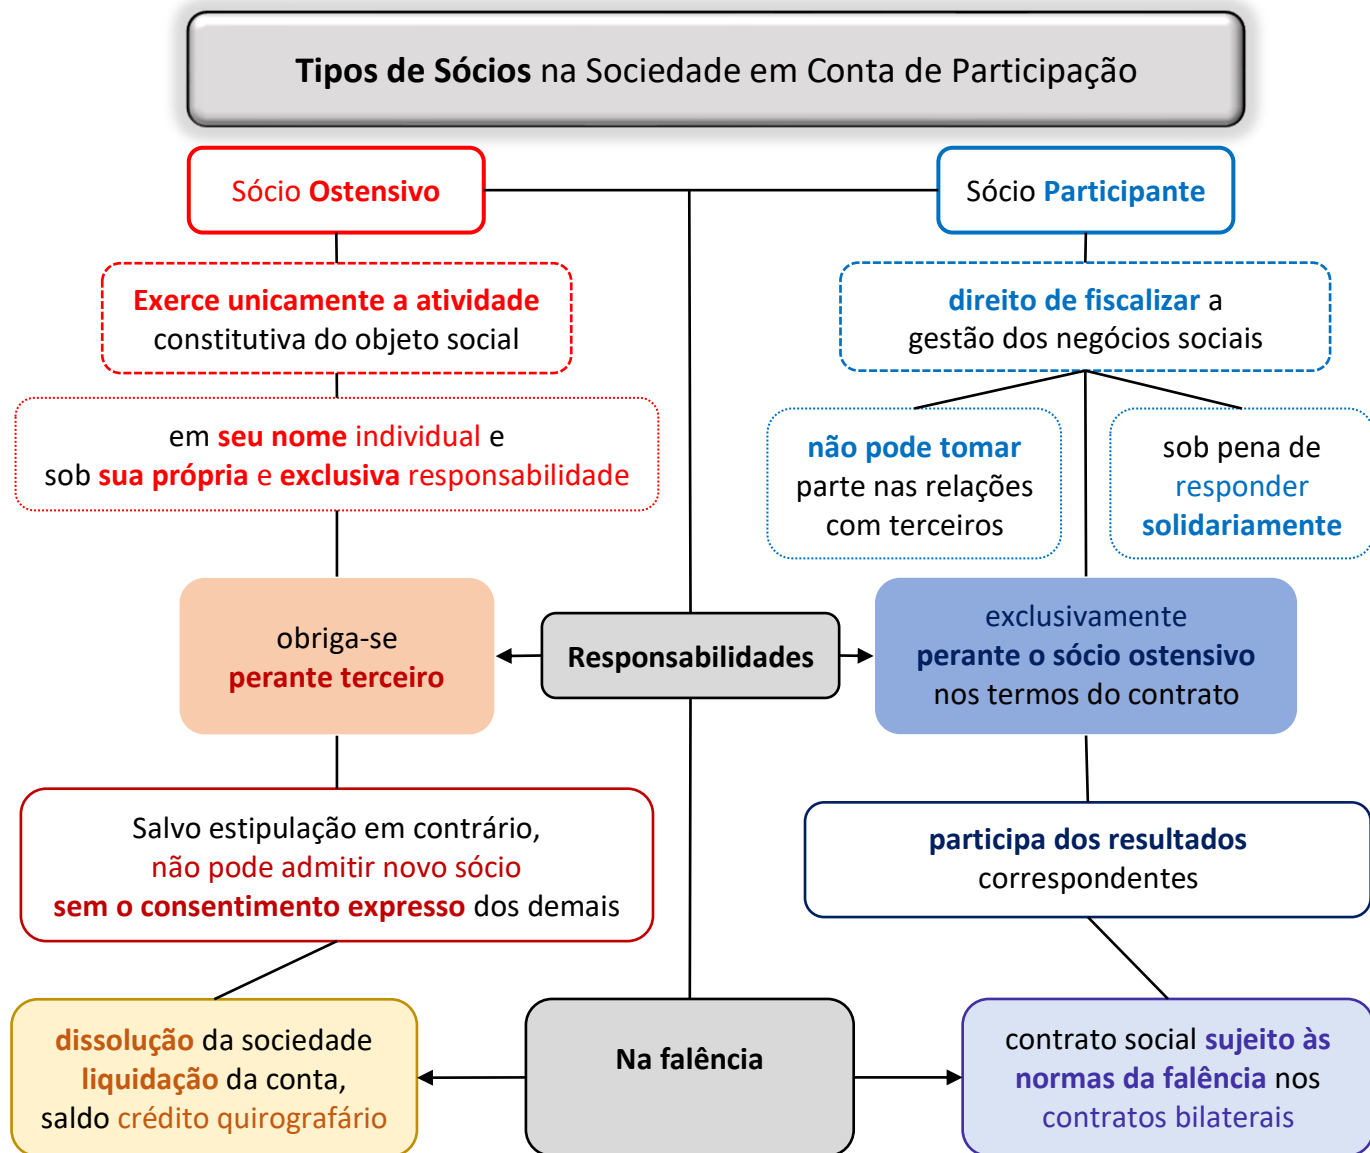 Tipos de Sócios na Sociedade em Conta de Participação
Sócio Ostensivo
Sócio Participante
Exerce unicamente a atividade
constitutiva do objeto social
direito de fiscalizar a
gestão dos negócios sociais
em seu nome individual e
sob sua própria e exclusiva responsabilidade
não pode tomar
parte nas relações
com terceiros
sob pena de
responder
solidariamente
obriga-se
perante terceiro
Responsabilidades
exclusivamente
perante o sócio ostensivo
nos termos do contrato
Salvo estipulação em contrário,
não pode admitir novo sócio
sem o consentimento expresso dos demais
participa dos resultados
correspondentes
dissolução da sociedade
liquidação da conta,
saldo crédito quirografário
Na falência
contrato social sujeito às
normas da falência nos
contratos bilaterais